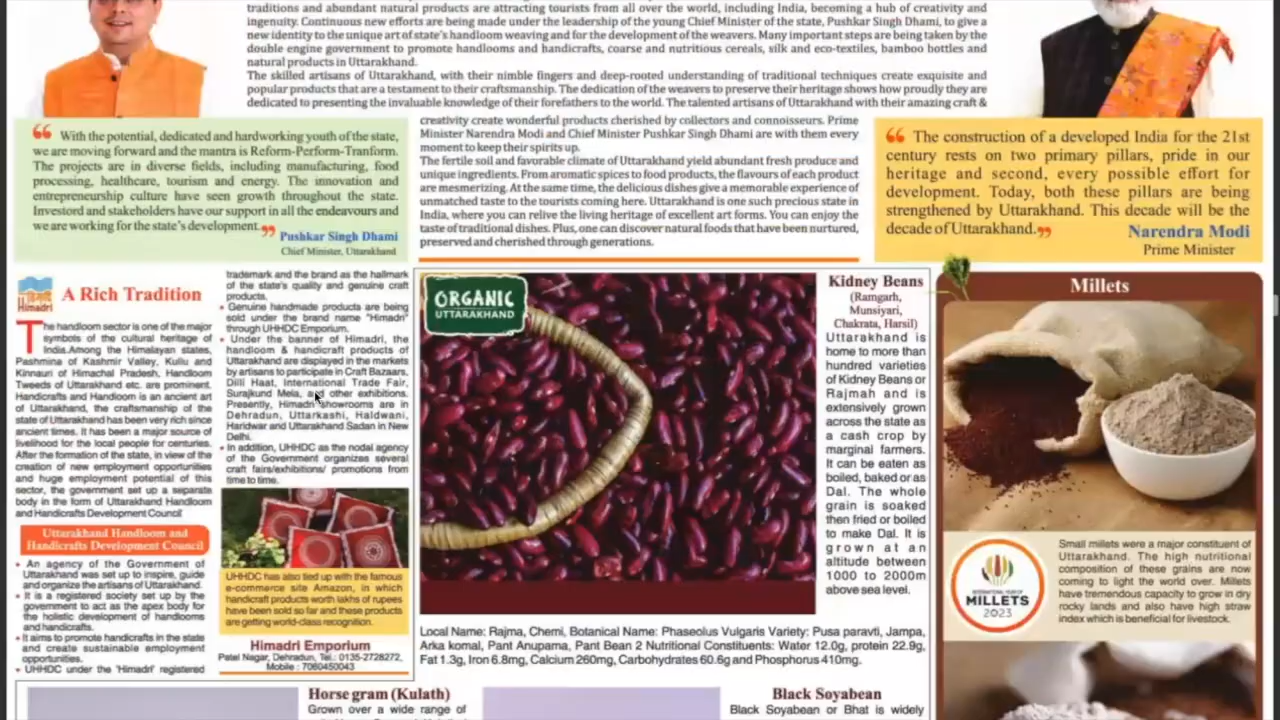 traditions and abundant natural products are attracting tourists from all over the world, including India, becoming a hub of creativity and
ingenuity. Continuous new efforts are being made under the leadership of the young Chief Minister of the state, Pushkar Singh Dhami, to give a
new identity to the unique art of state's handloom weaving and for the development of the weavers. Many important steps are being taken by the
double engine government to promote handlooms and handicrafts, coarse and nutritious cereals, silk and eco-textiles, bamboo bottles and
natural products in Uttarakhand.
The skilled artisans of Uttarakhand, with their nimble fingers and deep-rooted understanding of traditional techniques create exquisite and
popular products that are a testament to their craftsmanship. The dedication of the weavers to preserve their heritage shows how proudly they are
dedicated to presenting the invaluable knowledge of their forefathers to the world. The talented artisans of Uttarakhand with their amazing craft &
creativity create wonderful products cherished by collectors and connoisseurs. Prime
Minister Narendra Modi and Chief Minister Pushkar Singh Dhami are with them every
moment to keep their spirits up.
The fertile soil and favorable climate of Uttarakhand yield abundant fresh produce and
unique ingredients. From aromatic spices to food products, the flavours of each product
are mesmerizing. At the same time, the delicious dishes give a memorable experience of
unmatched taste to the tourists coming here. Uttarakhand is one such precious state in
India, where you can relive the living heritage of excellent art forms. You can enjoy the
taste of traditional dishes. Plus, one can discover natural foods that have been nurtured,
preserved and cherished through generations.
“ With the potential, dedicated and hardworking youth of the state,
we are moving forward and the mantra is Reform-Perform-Tranform.
The projects are in diverse fields, including manufacturing, food
processing, healthcare, tourism and energy. The innovation and
entrepreneurship culture have seen growth throughout the state.
Investord and stakeholders have our support in all the endeavours and
we are working for the state's development.”
Pushkar Singh Dhami
Chief Minister, Uttarakhand
“ The construction of a developed India for the 21st
century rests on two primary pillars, pride in our
heritage and second, every possible effort for
development. Today, both these pillars are being
strengthened by Uttarakhand. This decade will be the
decade of Uttarakhand.”
Narendra Modi
Prime Minister
Himadri
A Rich Tradition
The handloom sector is one of the major
symbols of the cultural heritage of
India.Among the Himalayan states,
Pashmina of Kashmir Valley, Kullu and
Kinnauri of Himachal Pradesh, Handloom
Tweeds of Uttarakhand etc. are prominent.
Handicrafts and Handloom is an ancient art
of Uttarakhand, the craftsmanship of the
state of Uttarakhand has been very rich since
ancient times. It has been a major source of
livelihood for the local people for centuries.
After the formation of the state, in view of the
creation of new employment opportunities
and huge employment potential of this
sector, the government set up a separate
body in the form of Uttarakhand Handloom
and Handicrafts Development Council
Uttarakhand Handloom and
Handicrafts Development Council
• An agency of the Government of
Uttarakhand was set up to inspire, guide
and organize the artisans of Uttarakhand.
• It is a registered society set up by the
government to act as the apex body for
the holistic development of handlooms
and handicrafts.
• It aims to promote handicrafts in the state
and create sustainable employment
opportunities.
• UHHDC under the 'Himadri' registered
trademark and the brand as the hallmark
of the state's quality and genuine craft
products.
• Genuine handmade products are being
sold under the brand name "Himadri"
through UHHDC Emporium.
• Under the banner of Himadri, the
handloom & handicraft products of
Uttarakhand are displayed in the markets
by artisans to participate in Craft Bazaars,
Dilli Haat, International Trade Fair,
Surajkund Mela, and other exhibitions.
Presently, Himadri showrooms are in
Dehradun, Uttarkashi, Haldwani,
Haridwar and Uttarakhand Sadan in New
Delhi.
• In addition, UHHDC as the nodal agency
of the Government organizes several
craft fairs/exhibitions/ promotions from
time to time.
UHHDC has also tied up with the famous
e-commerce site Amazon, in which
handicraft products worth lakhs of rupees
have been sold so far and these products
are getting world-class recognition.
Himadri Emporium
Patel Nagar, Dehradun, Tel.: 0135-2728272,
Mobile : 7060450043
ORGANIC
UTTARAKHAND
Kidney Beans
(Ramgarh,
Munsiyari,
Chakrata, Harsil)
Uttarakhand is
home to more than
hundred varieties
of Kidney Beans or
Rajmah and is
extensively grown
across the state as
a cash crop by
marginal farmers.
It can be eaten as
boiled, baked or as
Dal. The whole
grain is soaked
then fried or boiled
to make Dal. It is
grown at an
altitude between
1000 to 2000m
above sea level.
Local Name: Rajma, Chemi, Botanical Name: Phaseolus Vulgaris Variety: Pusa paravti, Jampa,
Arka komal, Pant Anupama, Pant Bean 2 Nutritional Constituents: Water 12.0g, protein 22.9g,
Fat 1.3g, Iron 6.8mg, Calcium 260mg, Carbohydrates 60.6g and Phosphorus 410mg.
Millets
INTERNATIONAL YEAR OF
MILLETS
2023
Small millets were a major constituent of
Uttarakhand. The high nutritional
composition of these grains are now
coming to light the world over. Millets
have tremendous capacity to grow in dry
rocky lands and also have high straw
index which is beneficial for livestock.
Horse gram (Kulath)
Grown over a wide range of
Black Soyabean
Black Soyabean or Bhat is widely